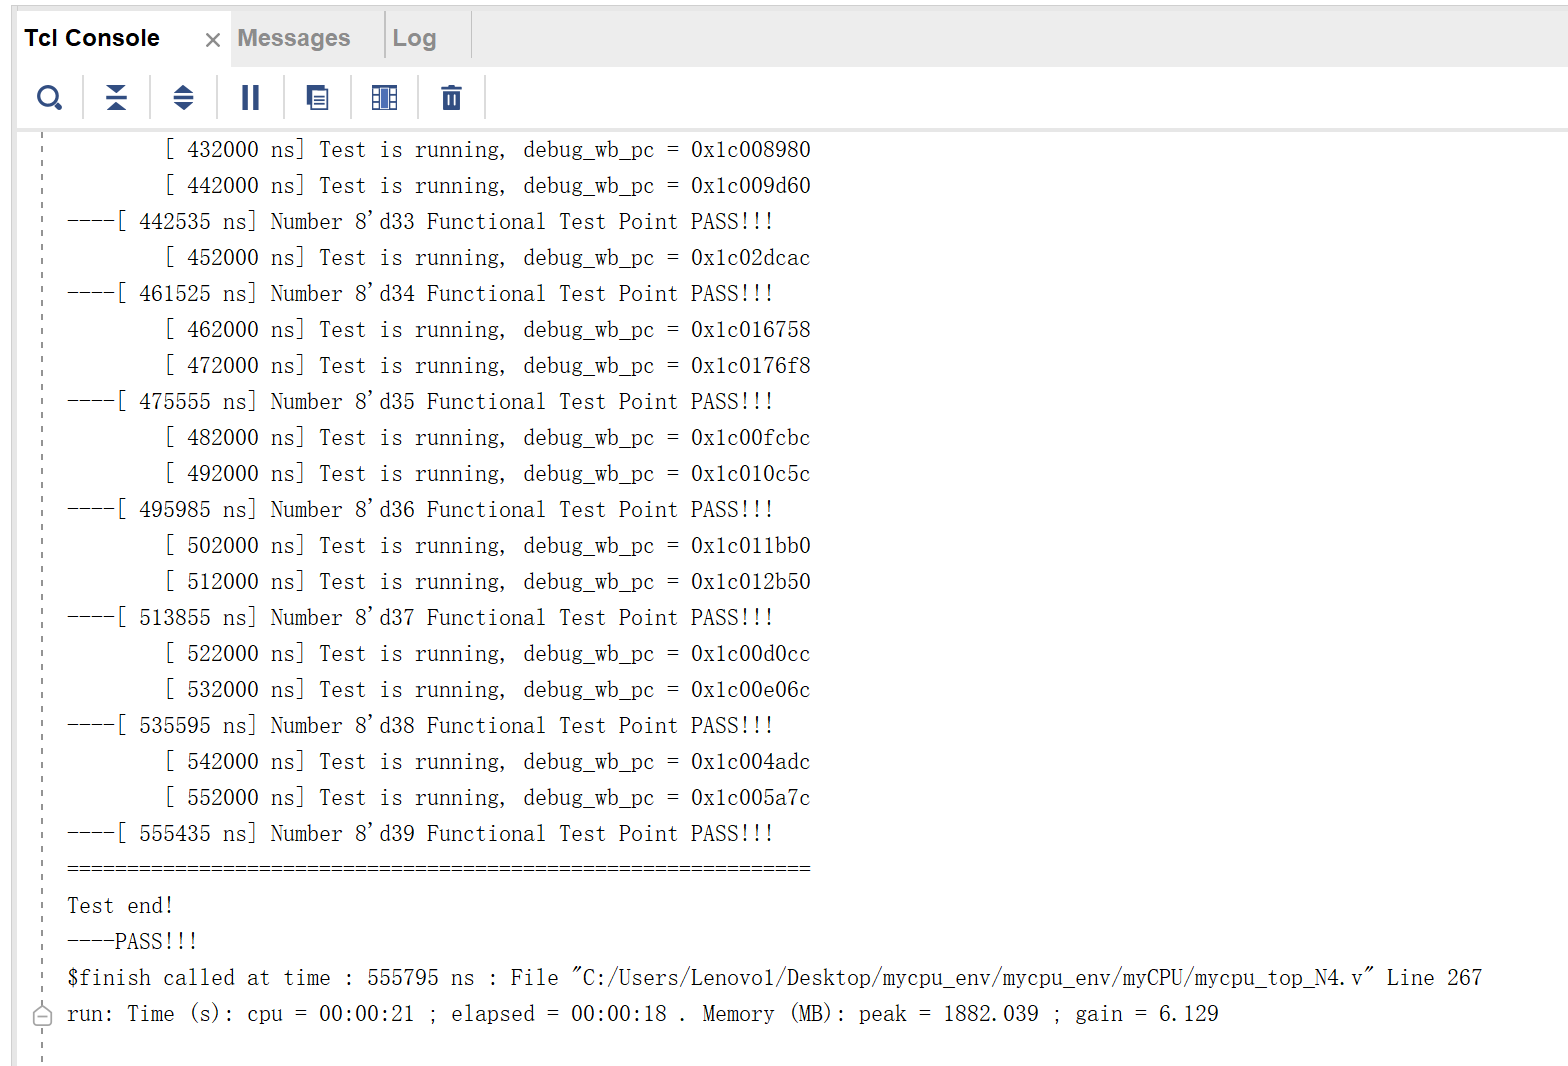 Tcl Console × Messages Log
[ 432000 ns] Test is running, debug_wb_pc = 0x1c008980
[ 442000 ns] Test is running, debug_wb_pc = 0x1c009d60
----[ 442535 ns] Number 8'd33 Functional Test Point PASS!!!
[ 452000 ns] Test is running, debug_wb_pc = 0x1c02dcac
----[ 461525 ns] Number 8'd34 Functional Test Point PASS!!!
[ 462000 ns] Test is running, debug_wb_pc = 0x1c016758
[ 472000 ns] Test is running, debug_wb_pc = 0x1c0176f8
----[ 475555 ns] Number 8'd35 Functional Test Point PASS!!!
[ 482000 ns] Test is running, debug_wb_pc = 0x1c00fcbc
[ 492000 ns] Test is running, debug_wb_pc = 0x1c010c5c
----[ 495985 ns] Number 8'd36 Functional Test Point PASS!!!
[ 502000 ns] Test is running, debug_wb_pc = 0x1c011bb0
[ 512000 ns] Test is running, debug_wb_pc = 0x1c012b50
----[ 513855 ns] Number 8'd37 Functional Test Point PASS!!!
[ 522000 ns] Test is running, debug_wb_pc = 0x1c00d0cc
[ 532000 ns] Test is running, debug_wb_pc = 0x1c00e06c
----[ 535595 ns] Number 8'd38 Functional Test Point PASS!!!
[ 542000 ns] Test is running, debug_wb_pc = 0x1c004adc
[ 552000 ns] Test is running, debug_wb_pc = 0x1c005a7c
----[ 555435 ns] Number 8'd39 Functional Test Point PASS!!!
==============================================================
Test end!
----PASS!!!
$finish called at time : 555795 ns : File "C:/Users/Lenovo1/Desktop/mycpu_env/mycpu_env/myCPU/mycpu_top_N4.v" Line 267
run: Time (s): cpu = 00:00:21 ; elapsed = 00:00:18 . Memory (MB): peak = 1882.039 ; gain = 6.129